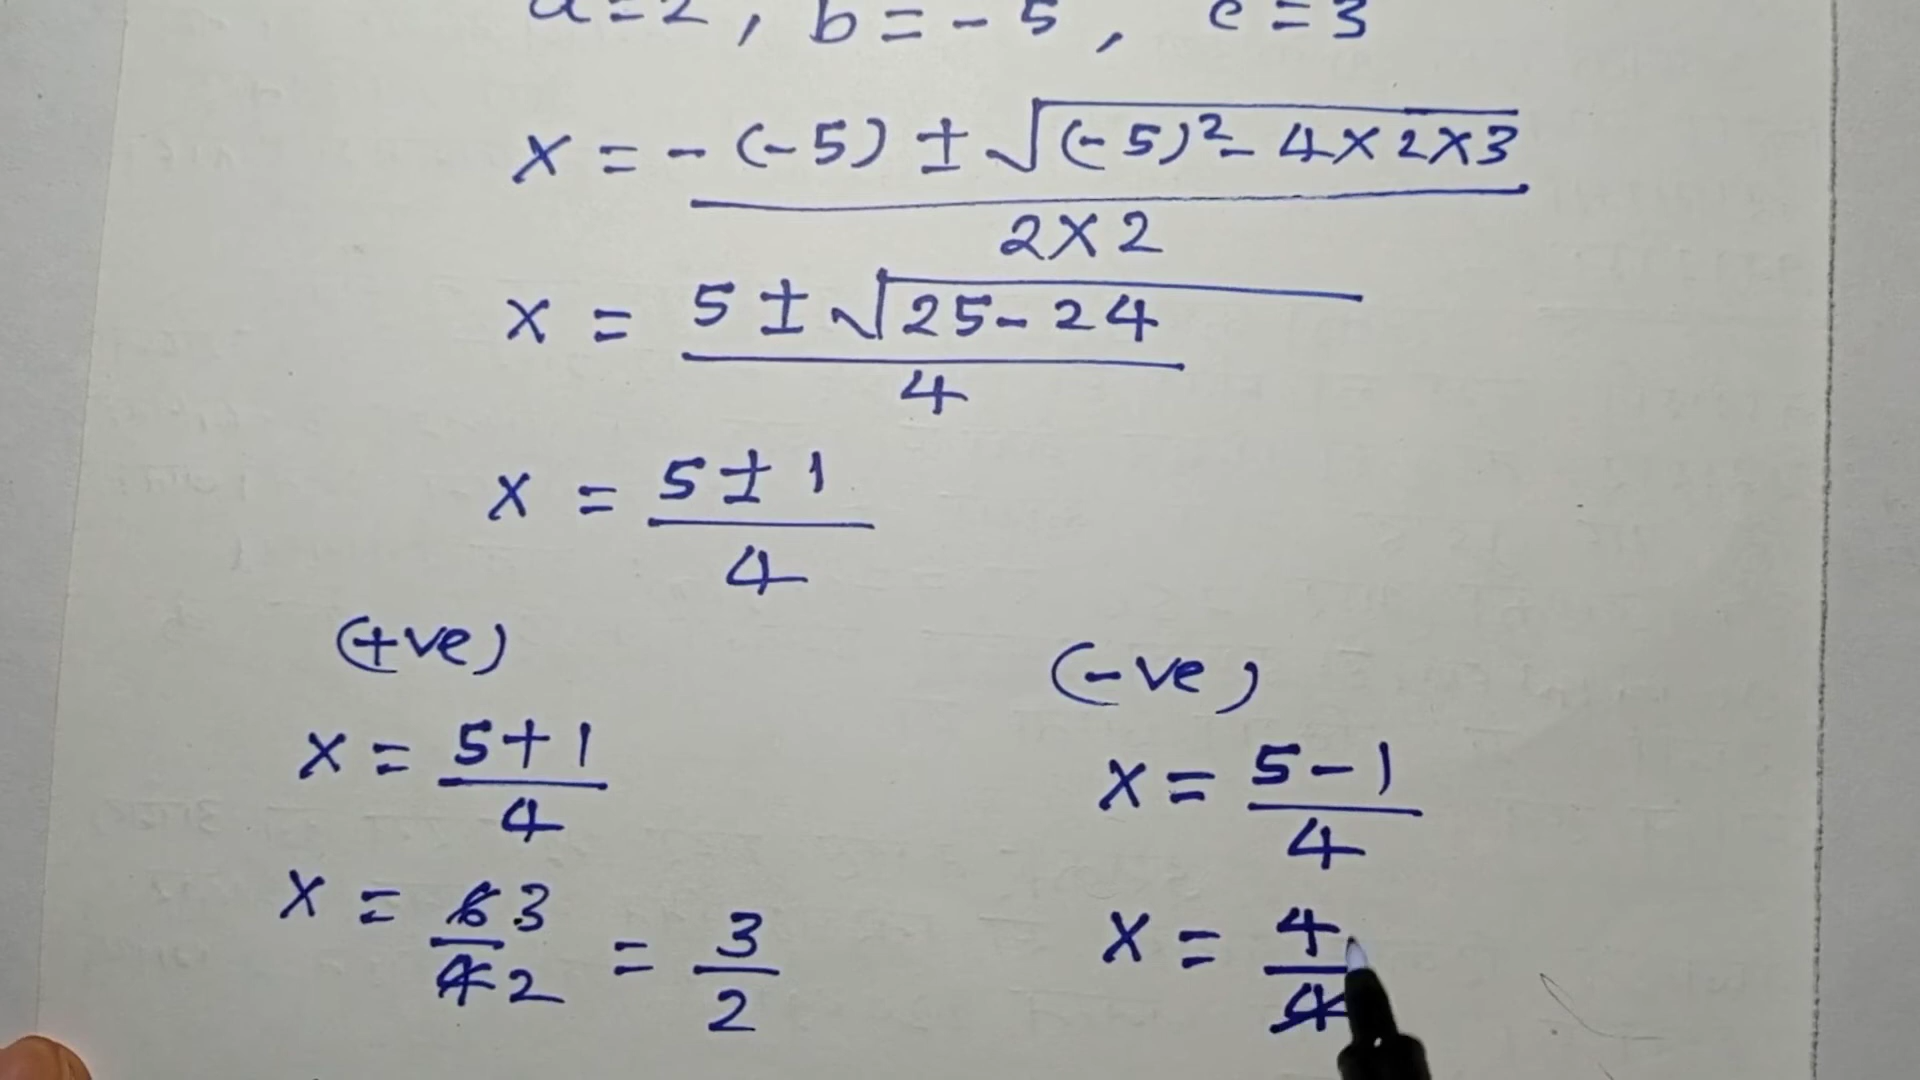 a=2, b=-5, c=3
x = -(-5) ± √(-5)² - 4×2×3
2×2
x = 5 ± √25-24
4
x = 5 ± 1
4
(+ve)
(-ve)
x = 5+1
4
x = 5-1
4
x = 6 3
4 2
= 3
2
x = 4
4